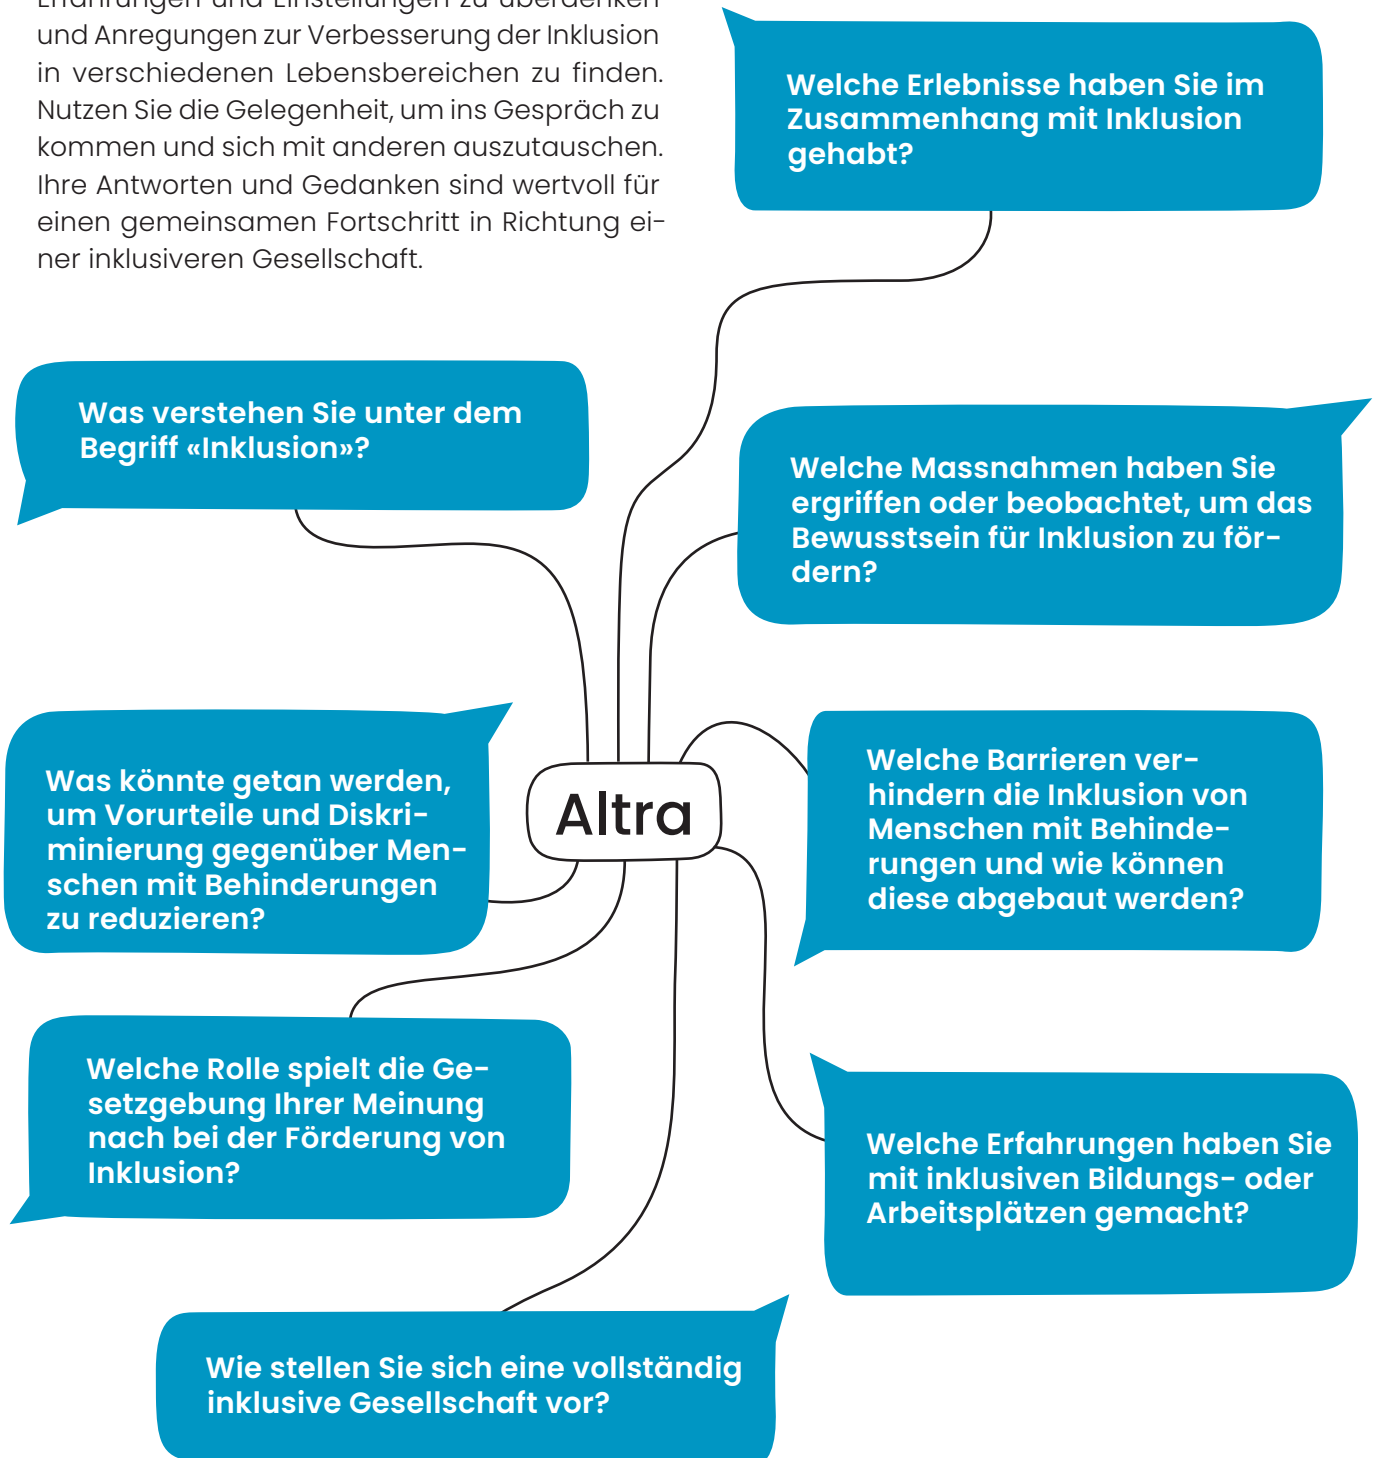 Erfahrungen und Einstellungen zu überdenken
und Anregungen zur Verbesserung der Inklusion
in verschiedenen Lebensbereichen zu finden.
Nutzen Sie die Gelegenheit, um ins Gespräch zu
kommen und sich mit anderen auszutauschen.
Ihre Antworten und Gedanken sind wertvoll für
einen gemeinsamen Fortschritt in Richtung ei-
ner inklusiveren Gesellschaft.
Welche Erlebnisse haben Sie im
Zusammenhang mit Inklusion
gehabt?
Was verstehen Sie unter dem
Begriff «Inklusion»?
Welche Massnahmen haben Sie
ergriffen oder beobachtet, um das
Bewusstsein für Inklusion zu för-
dern?
Was könnte getan werden,
um Vorurteile und Diskri-
minierung gegenüber Men-
schen mit Behinderungen
zu reduzieren?
Altra
Welche Barrieren ver-
hindern die Inklusion von
Menschen mit Behinde-
rungen und wie können
diese abgebaut werden?
Welche Rolle spielt die Ge-
setzgebung Ihrer Meinung
nach bei der Förderung von
Inklusion?
Welche Erfahrungen haben Sie
mit inklusiven Bildungs- oder
Arbeitsplätzen gemacht?
Wie stellen Sie sich eine vollständig
inklusive Gesellschaft vor?